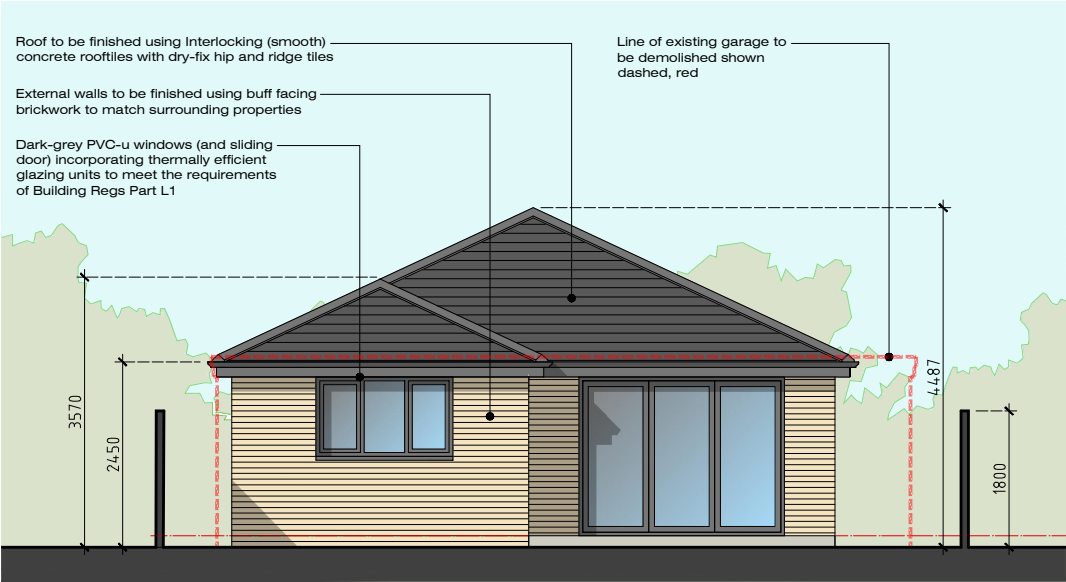 Roof to be finished using Interlocking (smooth)
concrete rooftiles with dry-fix hip and ridge tiles
Line of existing garage to
be demolished shown
dashed, red
External walls to be finished using buff facing
brickwork to match surrounding properties
Dark-grey PVC-u windows (and sliding
door) incorporating thermally efficient
glazing units to meet the requirements
of Building Regs Part L1
3570
2450
4487
1800